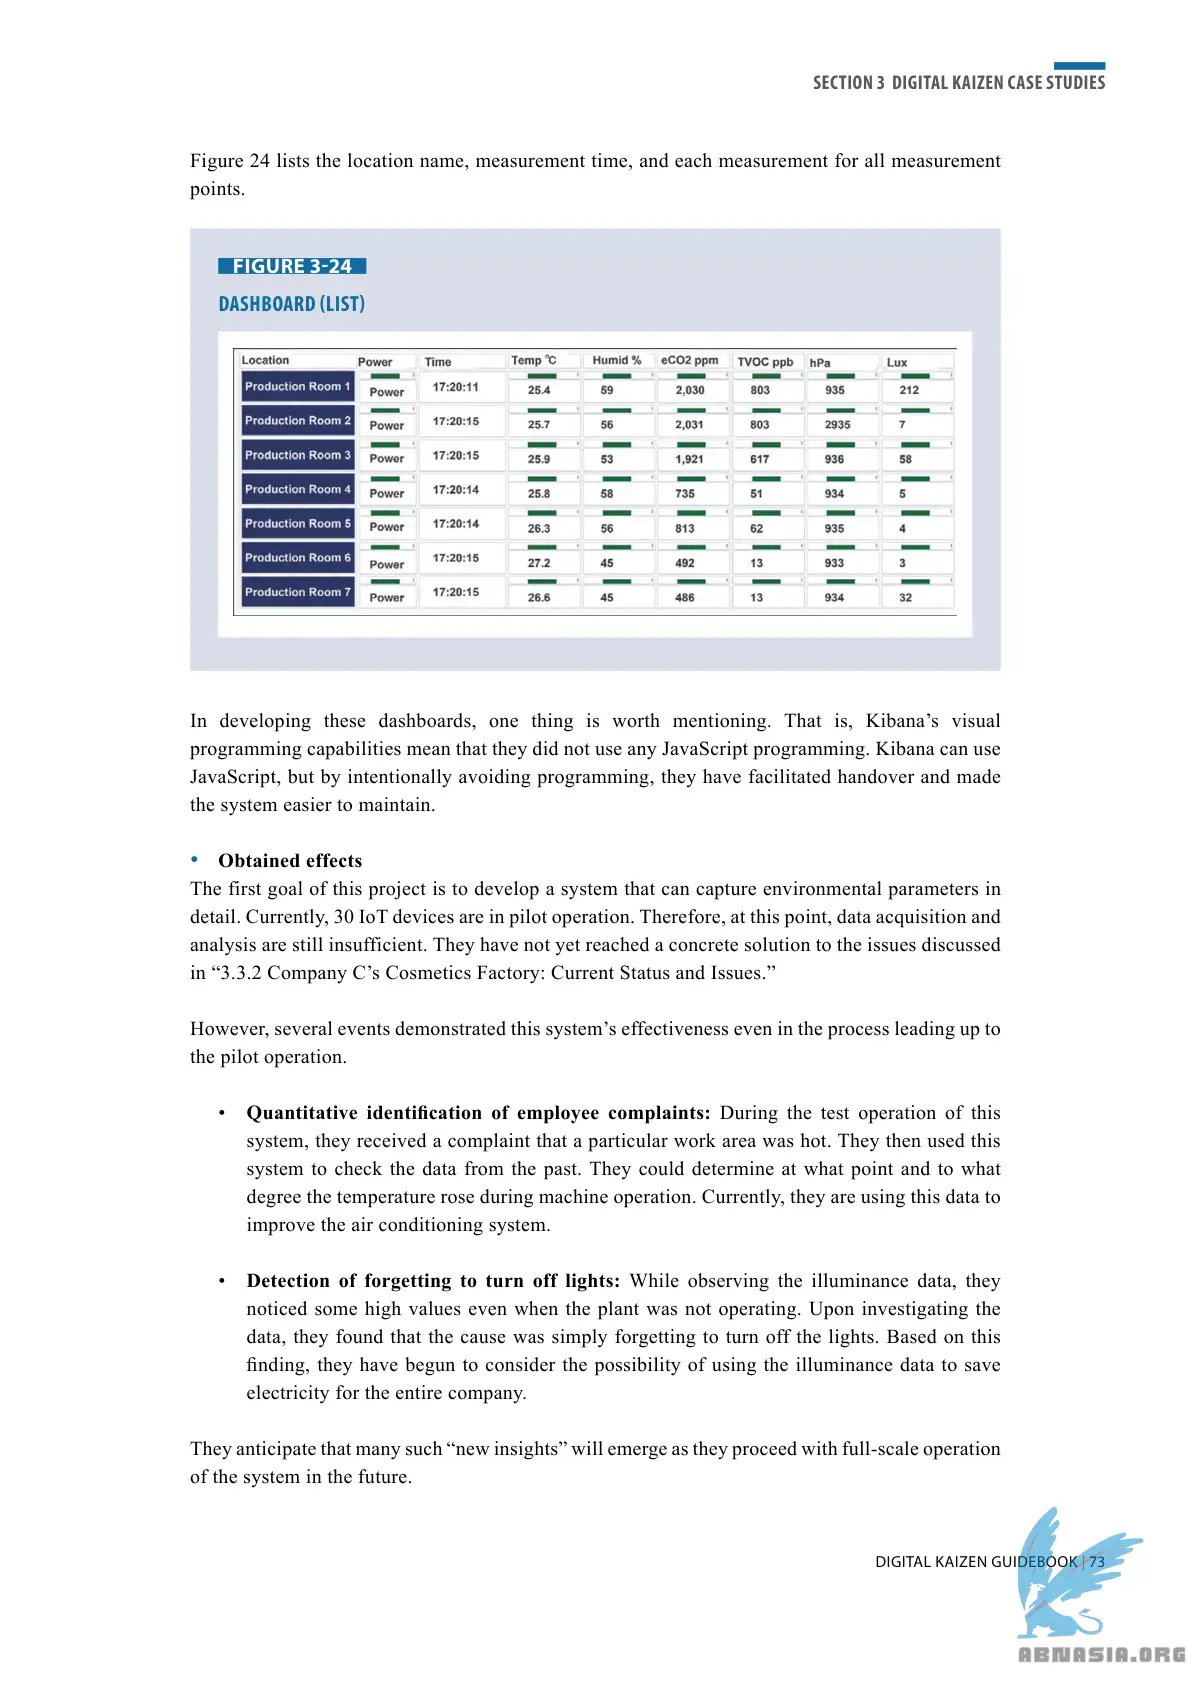 SECTION 3 DIGITAL KAIZEN CASE STUDIES
Figure 24 lists the location name, measurement time, and each measurement for all measurement
points.
FIGURE 3-24
DASHBOARD (LIST)
Location Power Time Temp ℃ Humid % eCO2 ppm TVOC ppb hPa Lux
Production Room 1 Power 17:20:11 25.4 59 2,030 803 935 212
Production Room 2 Power 17:20:15 25.7 56 2,031 803 2935 7
Production Room 3 Power 17:20:15 25.9 53 1,921 617 936 58
Production Room 4 Power 17:20:14 25.8 58 735 51 934 5
Production Room 5 Power 17:20:14 26.3 56 813 62 935 4
Production Room 6 Power 17:20:15 27.2 45 492 13 933 3
Production Room 7 Power 17:20:15 26.6 45 486 13 934 32
In developing these dashboards, one thing is worth mentioning. That is, Kibana’s visual
programming capabilities mean that they did not use any JavaScript programming. Kibana can use
JavaScript, but by intentionally avoiding programming, they have facilitated handover and made
the system easier to maintain.
• Obtained effects
The first goal of this project is to develop a system that can capture environmental parameters in
detail. Currently, 30 IoT devices are in pilot operation. Therefore, at this point, data acquisition and
analysis are still insufficient. They have not yet reached a concrete solution to the issues discussed
in “3.3.2 Company C’s Cosmetics Factory: Current Status and Issues.”
However, several events demonstrated this system’s effectiveness even in the process leading up to
the pilot operation.
• Quantitative identification of employee complaints: During the test operation of this
system, they received a complaint that a particular work area was hot. They then used this
system to check the data from the past. They could determine at what point and to what
degree the temperature rose during machine operation. Currently, they are using this data to
improve the air conditioning system.
• Detection of forgetting to turn off lights: While observing the illuminance data, they
noticed some high values even when the plant was not operating. Upon investigating the
data, they found that the cause was simply forgetting to turn off the lights. Based on this
finding, they have begun to consider the possibility of using the illuminance data to save
electricity for the entire company.
They anticipate that many such “new insights” will emerge as they proceed with full-scale operation
of the system in the future.
DIGITAL KAIZEN GUIDEBOOK | 73
ABNASIA.ORG